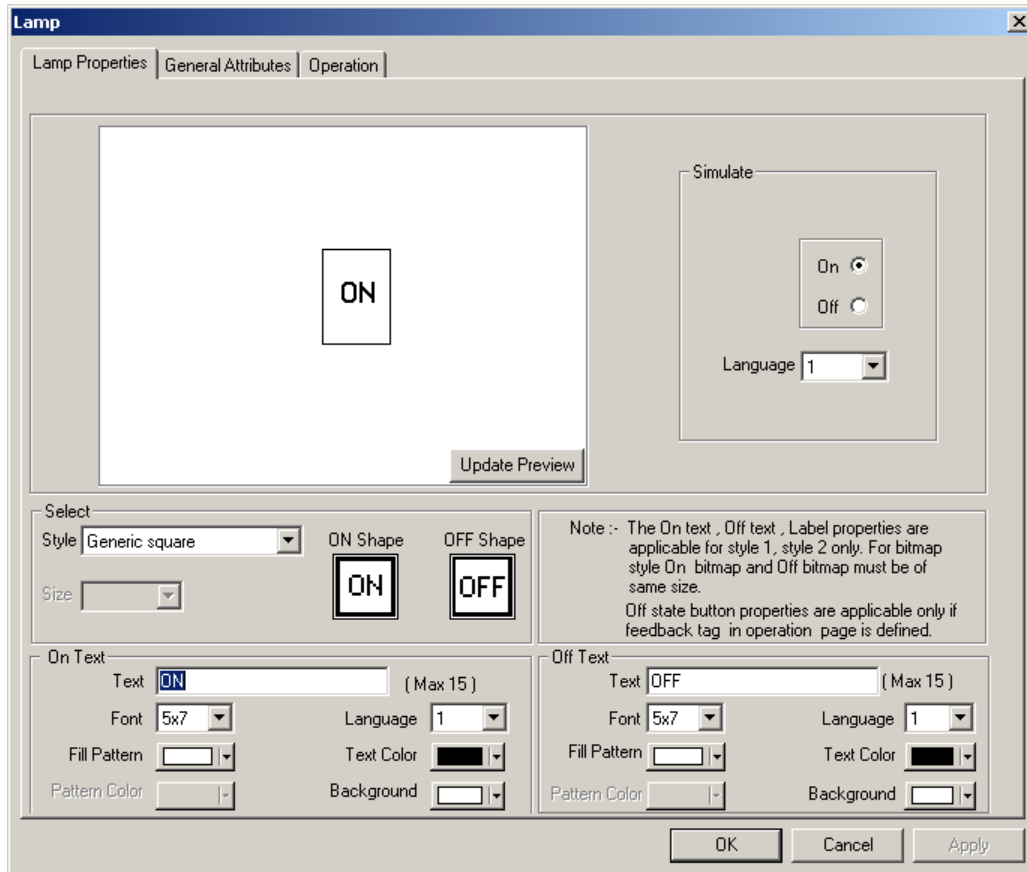 Lamp
Lamp Properties General Attributes Operation
Simulate
ON
On
Off
Language 1
Update Preview
Select
Style Generic square
ON Shape OFF Shape
ON OFF
Size
Note :- The On text , Off text , Label properties are
applicable for style 1, style 2 only. For bitmap
style On bitmap and Off bitmap must be of
same size.
Off state button properties are applicable only if
feedback tag in operation page is defined.
On Text
Text ON ( Max 15 )
Font 5x7 Language 1
Fill Pattern Text Color
Pattern Color Background
Off Text
Text OFF ( Max 15 )
Font 5x7 Language 1
Fill Pattern Text Color
Pattern Color Background
OK Cancel Apply